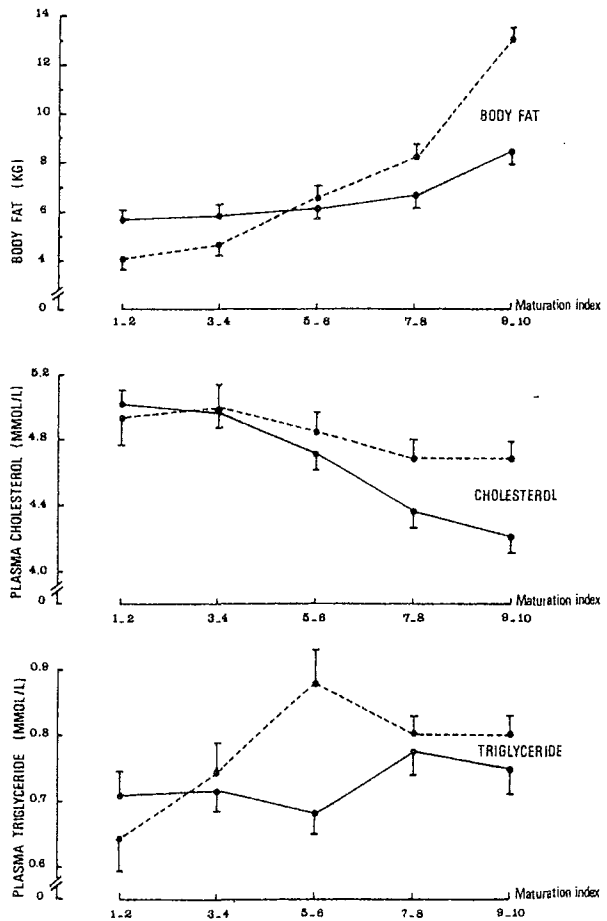 14
12
10
8
6
4
0
BODY FAT (KG)
BODY FAT
Maturation index
1_2 3_4 5_6 7_8 9_10
5.2
4.8
4.4
4.0
0
PLASMA CHOLESTEROL (MMOL/L)
CHOLESTEROL
Maturation index
1_2 3_4 5_6 7_8 9_10
0.9
0.8
0.7
0.6
0
PLASMA TRIGLYCERIDE (MMOL/L)
TRIGLYCERIDE
Maturation index
1_2 3_4 5_6 7_8 9_10